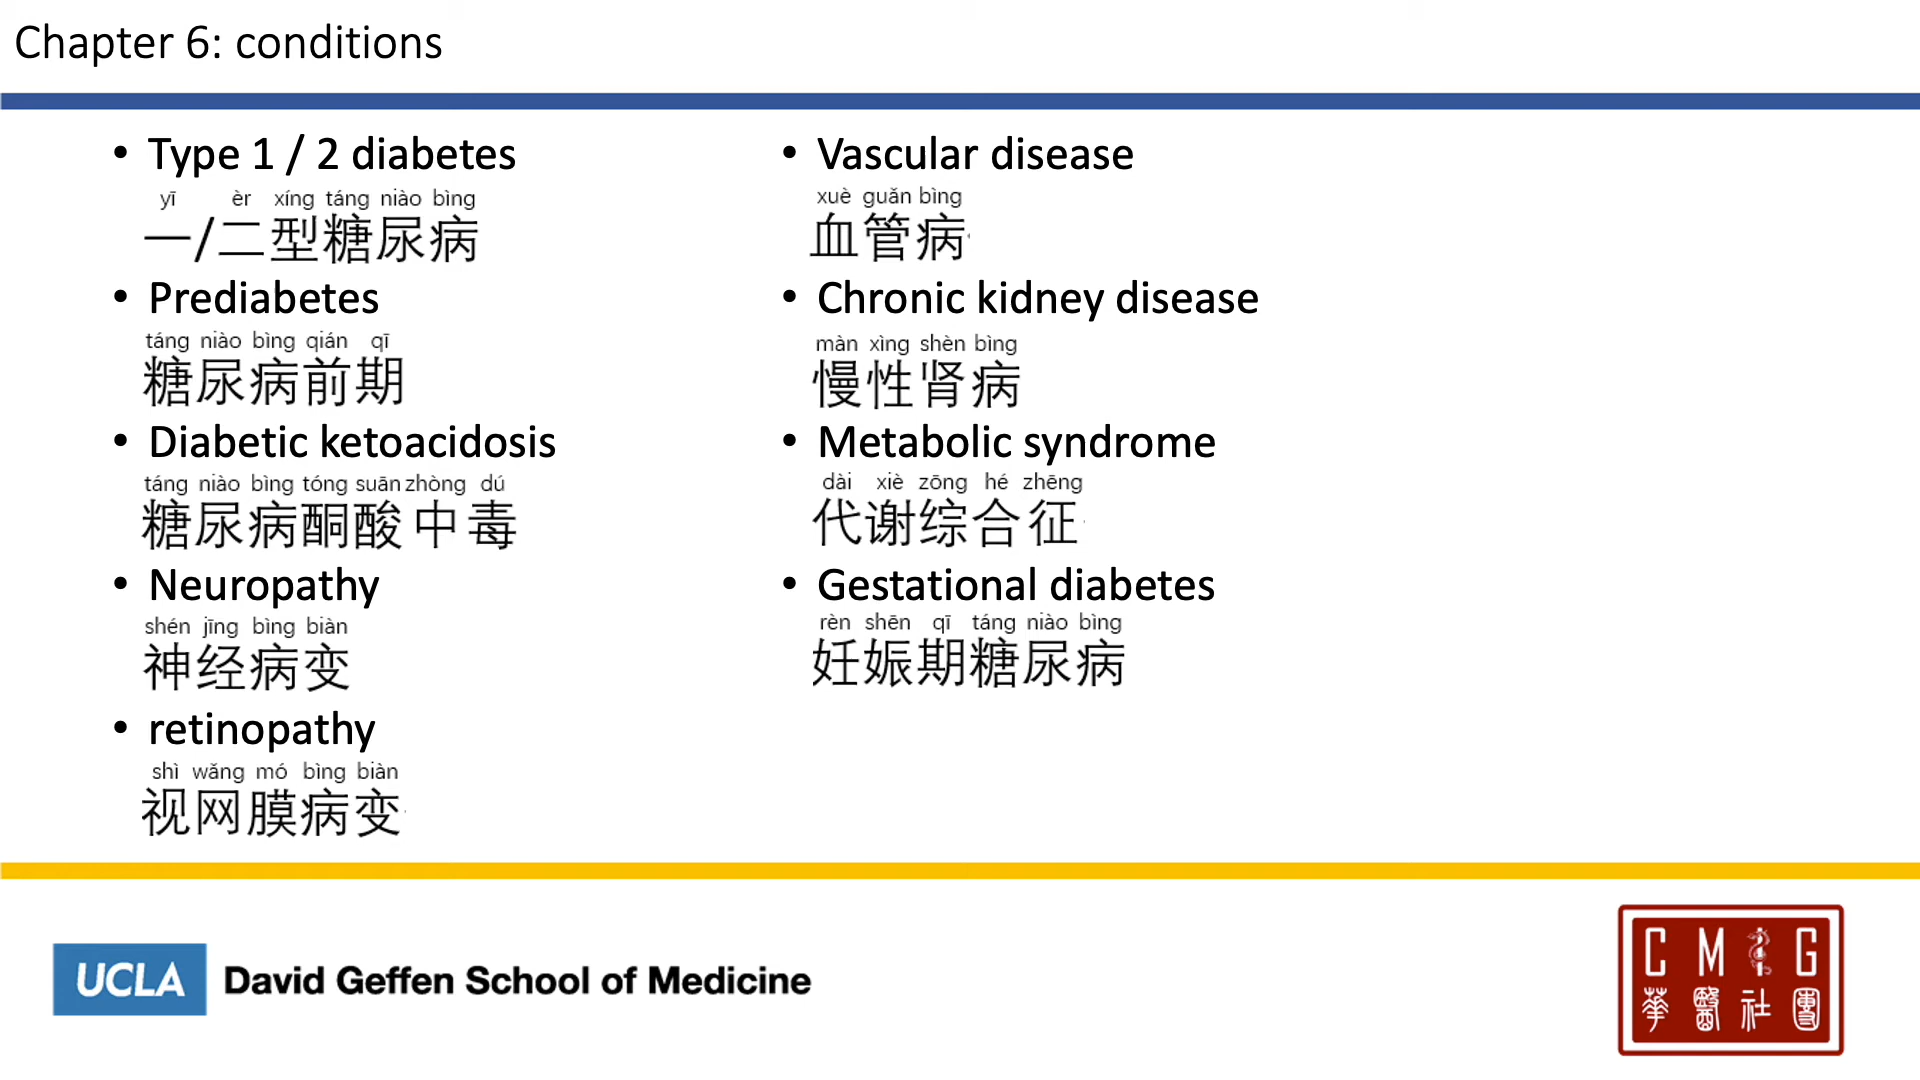 Chapter 6: conditions
• Type 1 / 2 diabetes
yī èr xíng táng niào bìng
一/二型糖尿病
• Prediabetes
táng niào bìng qián qī
糖尿病前期
• Diabetic ketoacidosis
táng niào bìng tóng suān zhòng dú
糖尿病酮酸中毒
• Neuropathy
shén jīng bìng biàn
神经病变
• retinopathy
shì wǎng mó bìng biàn
视网膜病变
• Vascular disease
xuè guǎn bìng
血管病
• Chronic kidney disease
màn xìng shèn bìng
慢性肾病
• Metabolic syndrome
dài xiè zōng hé zhēng
代谢综合征
• Gestational diabetes
rèn shēn qī táng niào bìng
妊娠期糖尿病
UCLA David Geffen School of Medicine
C M G
華醫社團